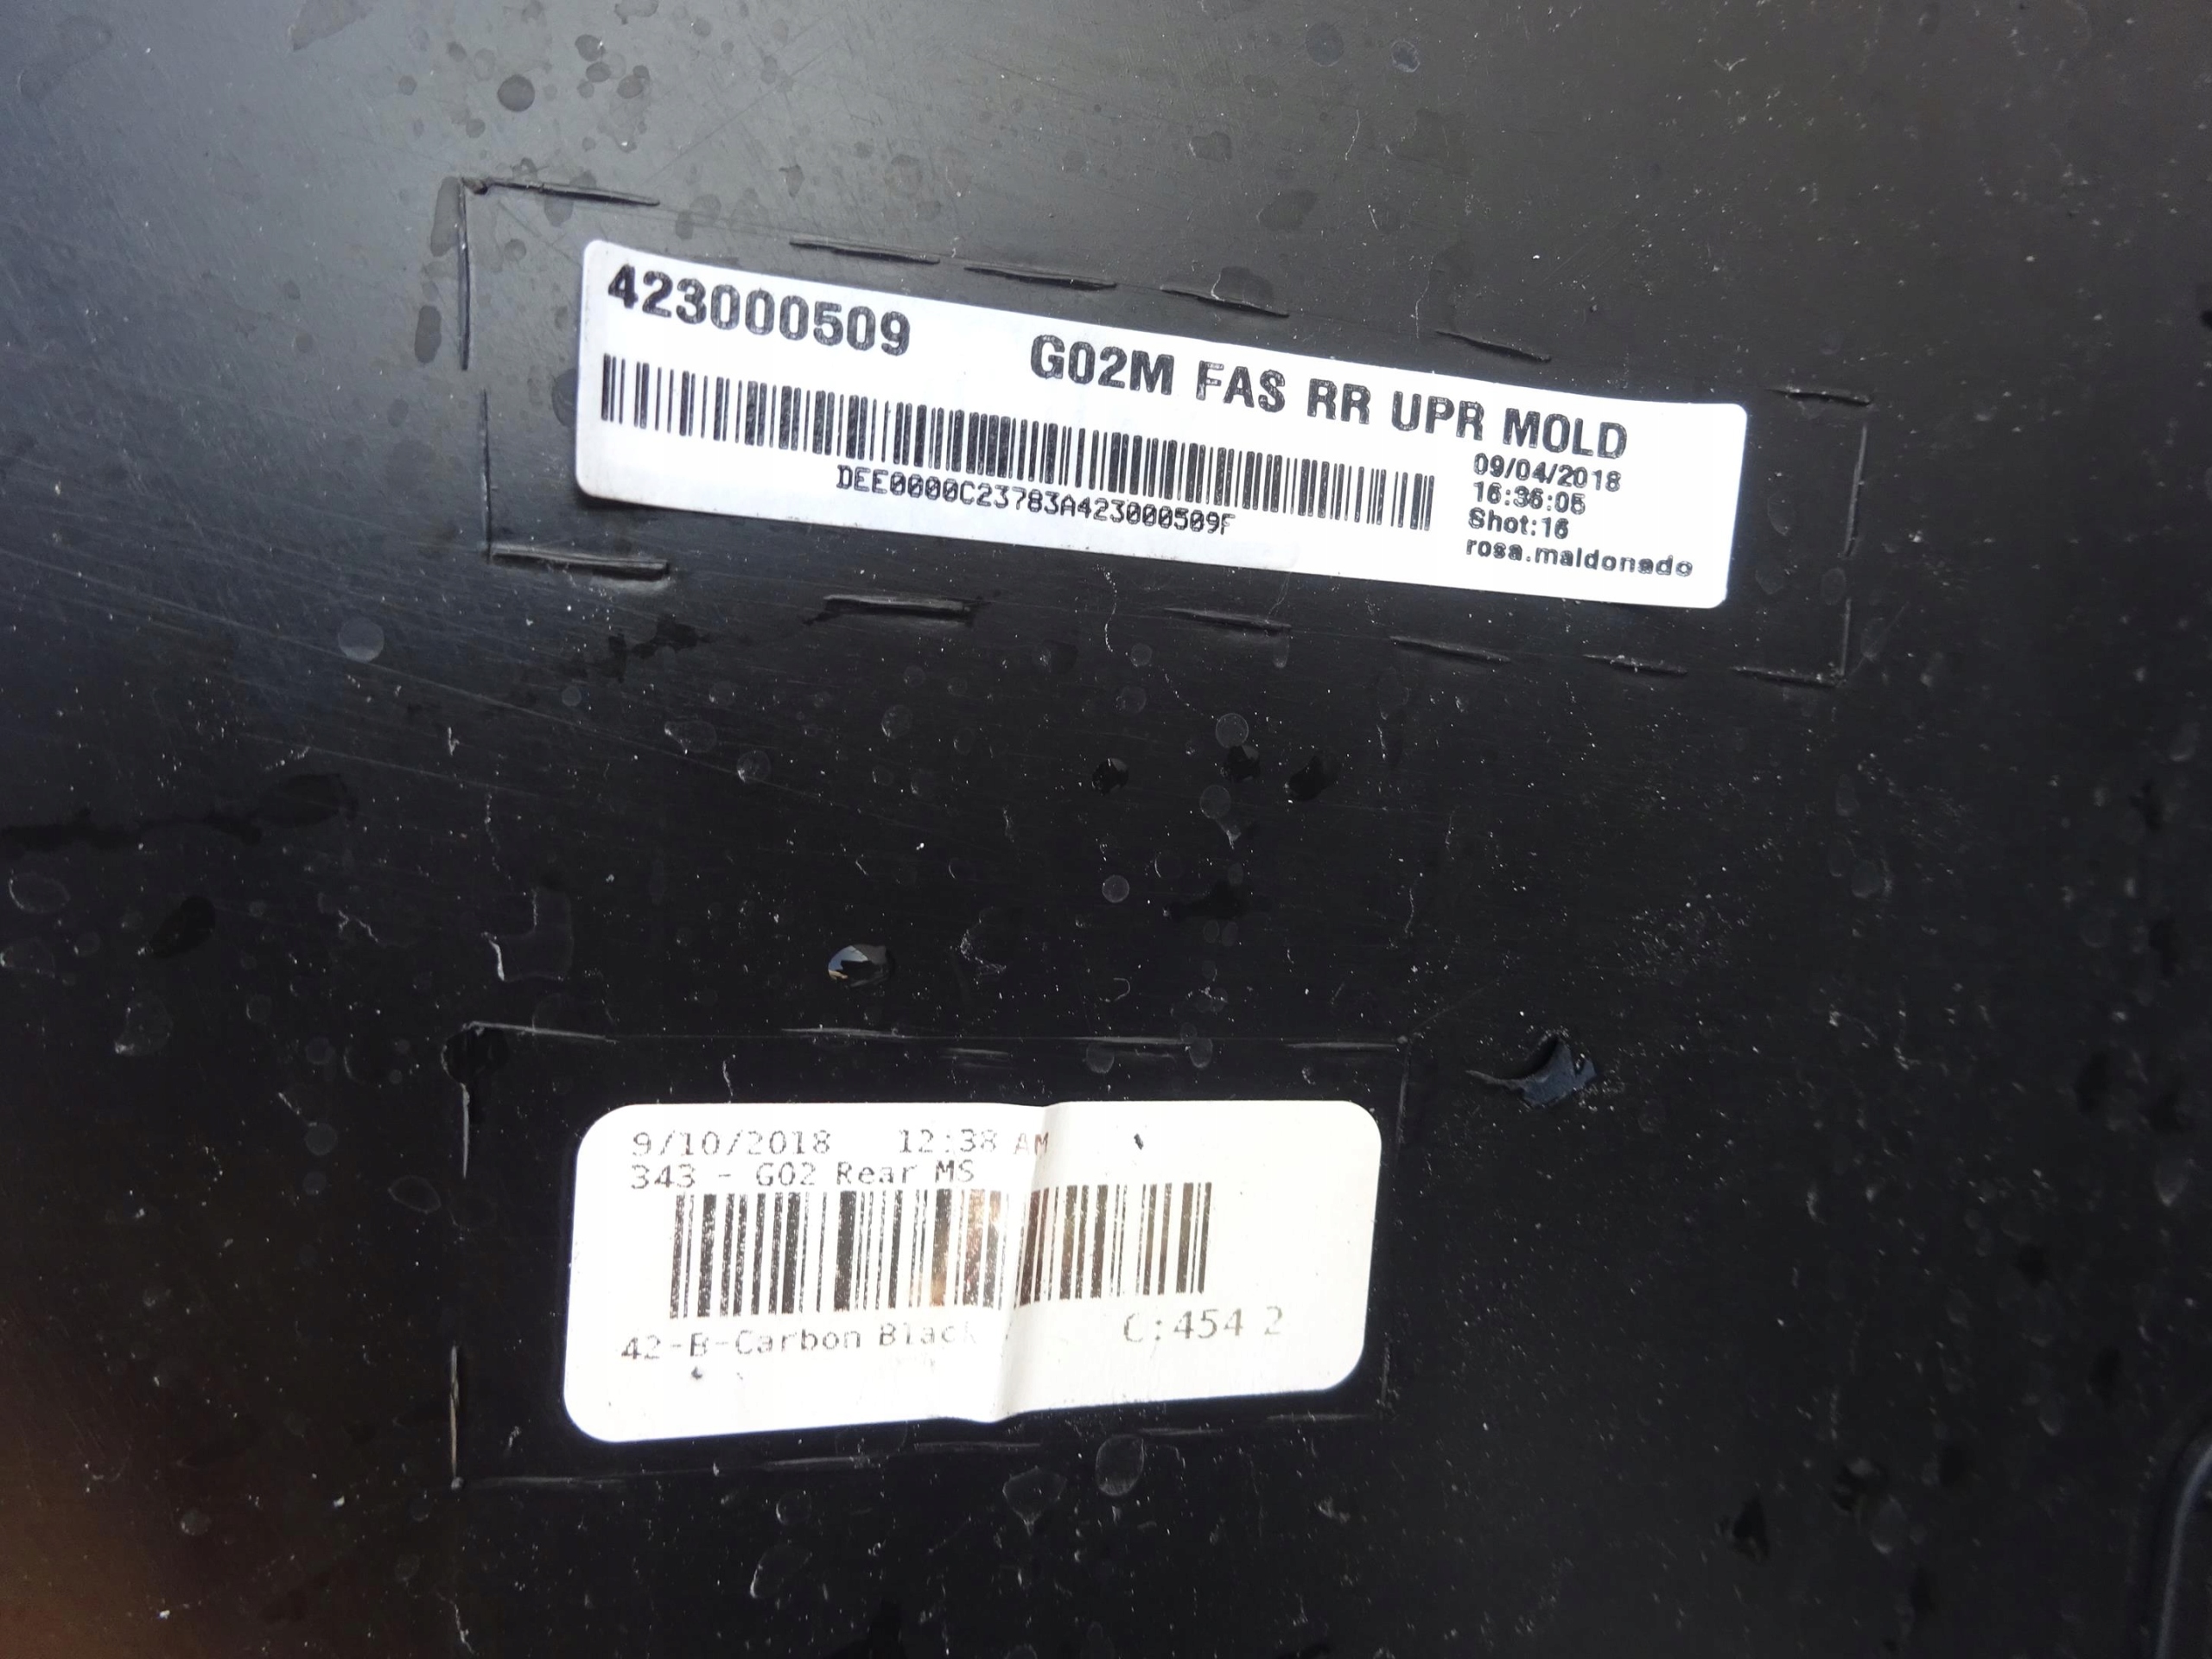 423000509
G02M FAS RR UPR MOLD
DEE0000C23783A423000509F
09/04/2018
16:36:05
Shot:16
rosa.maldonado
9/10/2018 12:38 AM
343 - G02 Rear MS
42-B-Carbon Black
C:454 2